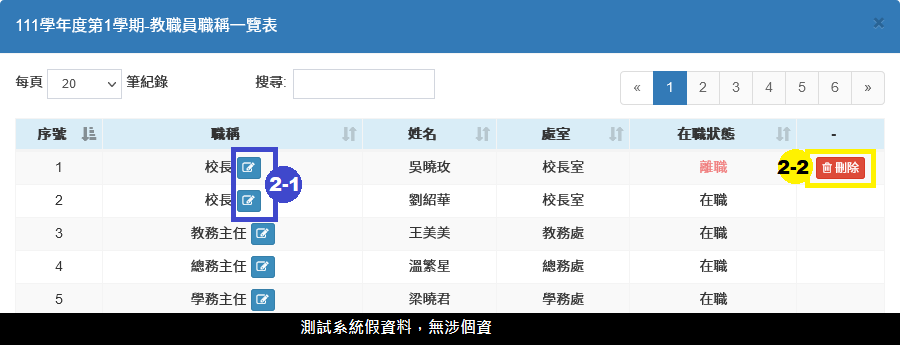 111學年度第1學期-教職員職稱一覽表 ×
每頁 20 筆紀錄 搜尋: « 1 2 3 4 5 6 »
序號 職稱 姓名 處室 在職狀態 -
1 校長 吳曉玫 校長室 離職 2-2 刪除
2-1
2 校長 劉紹華 校長室 在職
3 教務主任 王美美 教務處 在職
4 總務主任 溫繁星 總務處 在職
5 學務主任 梁曉君 學務處 在職
測試系統假資料，無涉個資